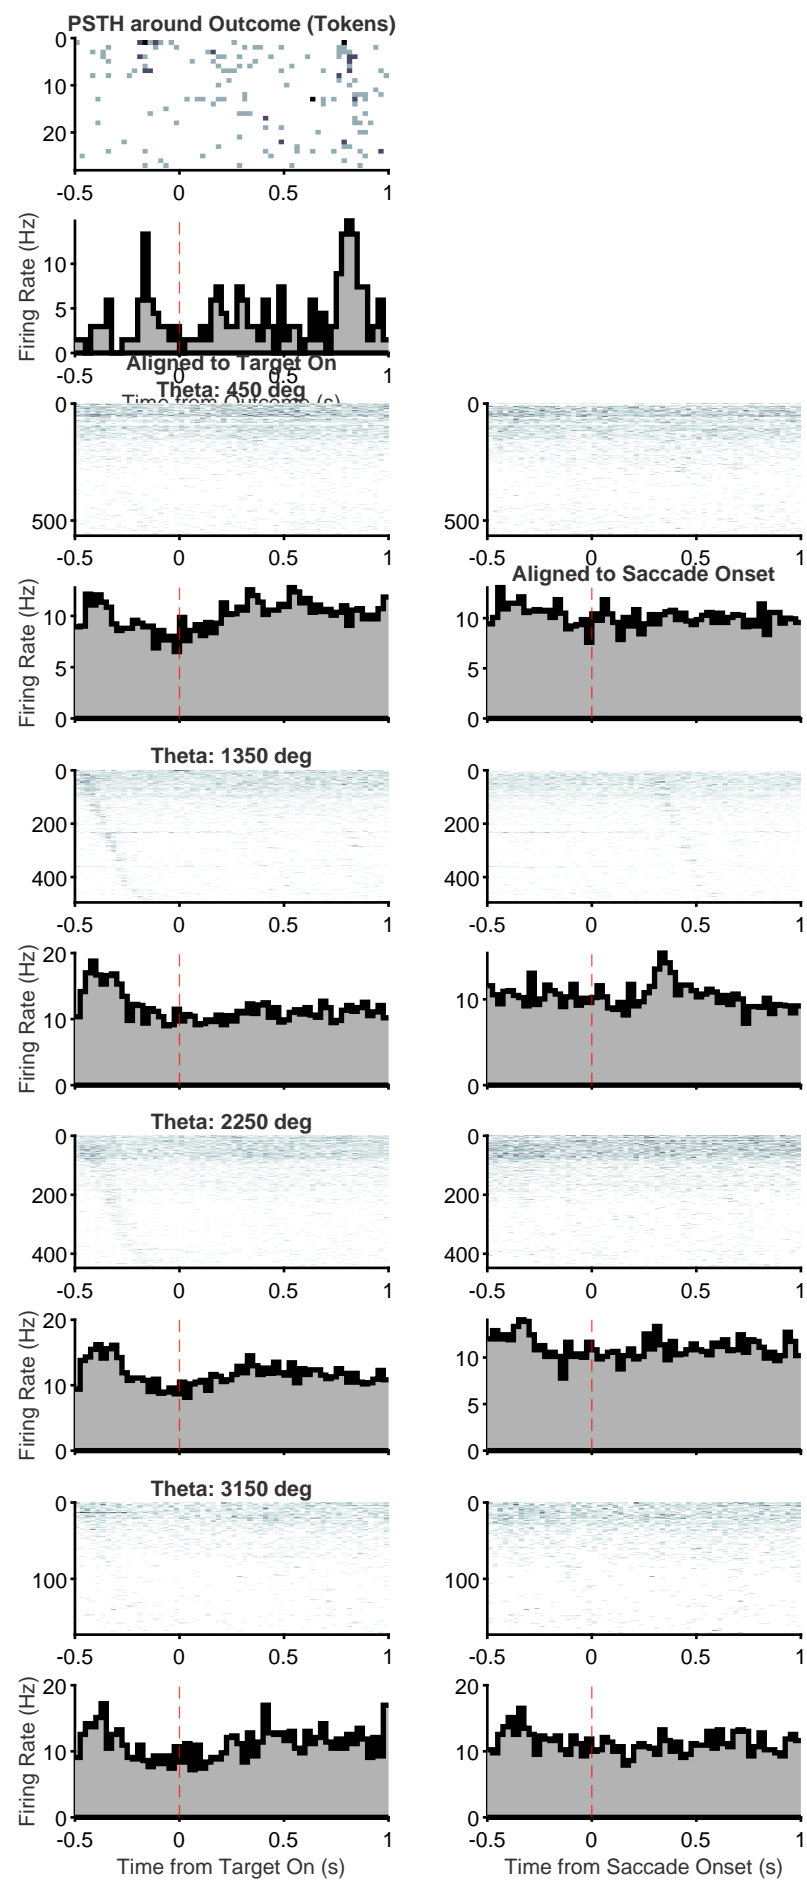 PSTH around Outcome (Tokens)
0
10
20
-0.5 0 0.5 1
Firing Rate (Hz)
10
5
0
-0.5 0 0.5 1
Time from Outcome (s)
Aligned to Target On
Theta: 450 deg
0
500
-0.5 0 0.5 1
0
500
-0.5 0 0.5 1
Firing Rate (Hz)
10
5
0
Aligned to Saccade Onset
10
5
0
Theta: 1350 deg
0
200
400
-0.5 0 0.5 1
0
200
400
-0.5 0 0.5 1
Firing Rate (Hz)
20
10
0
10
0
Theta: 2250 deg
0
200
400
-0.5 0 0.5 1
0
200
400
-0.5 0 0.5 1
Firing Rate (Hz)
20
10
0
10
5
0
Theta: 3150 deg
0
100
-0.5 0 0.5 1
0
100
-0.5 0 0.5 1
Firing Rate (Hz)
20
10
0
-0.5 0 0.5 1
Time from Target On (s)
20
10
0
-0.5 0 0.5 1
Time from Saccade Onset (s)